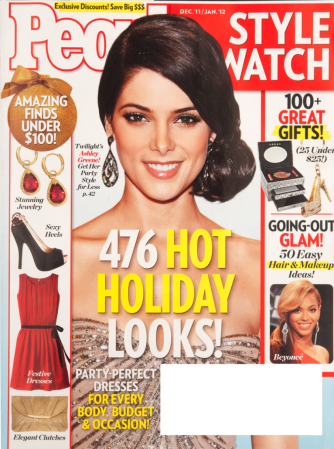 Exclusive Discounts! Save Big $$$
DEC. '11/JAN. '12
People
STYLE
WATCH
AMAZING
FINDS
UNDER
$100!
Stunning
Jewelry
Sexy
Heels
Festive
Dresses
Elegant Clutches
Twilight's
Ashley
Greene!
Get Her
Party
Style
for Less
p. 42
100+
GREAT
GIFTS!
(25 Under
$25!)
GOING-OUT
GLAM!
50 Easy
Hair & Makeup
Ideas!
Beyoncé
476 HOT
HOLIDAY
LOOKS!
PARTY-PERFECT
DRESSES
FOR EVERY
BODY, BUDGET
& OCCASION!